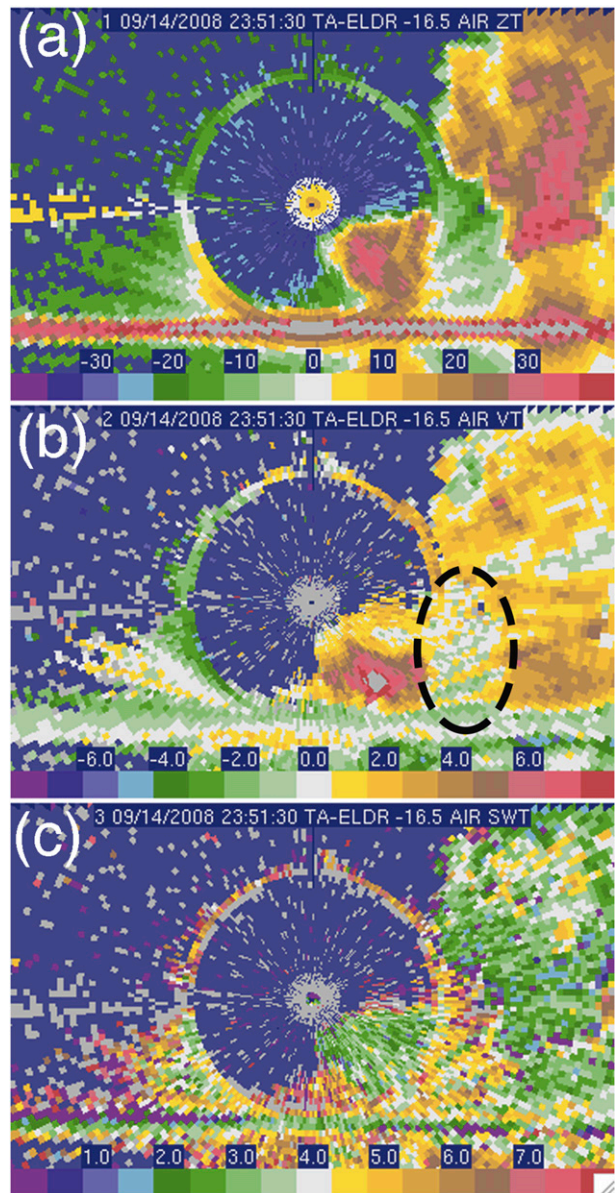 (a)
1 09/14/2008 23:51:30 TA-ELDR -16.5 AIR ZT
-30 -20 -10 0 10 20 30
(b)
2 09/14/2008 23:51:30 TA-ELDR -16.5 AIR VT
-6.0 -4.0 -2.0 0.0 2.0 4.0 6.0
(c)
3 09/14/2008 23:51:30 TA-ELDR -16.5 AIR SWT
1.0 2.0 3.0 4.0 5.0 6.0 7.0